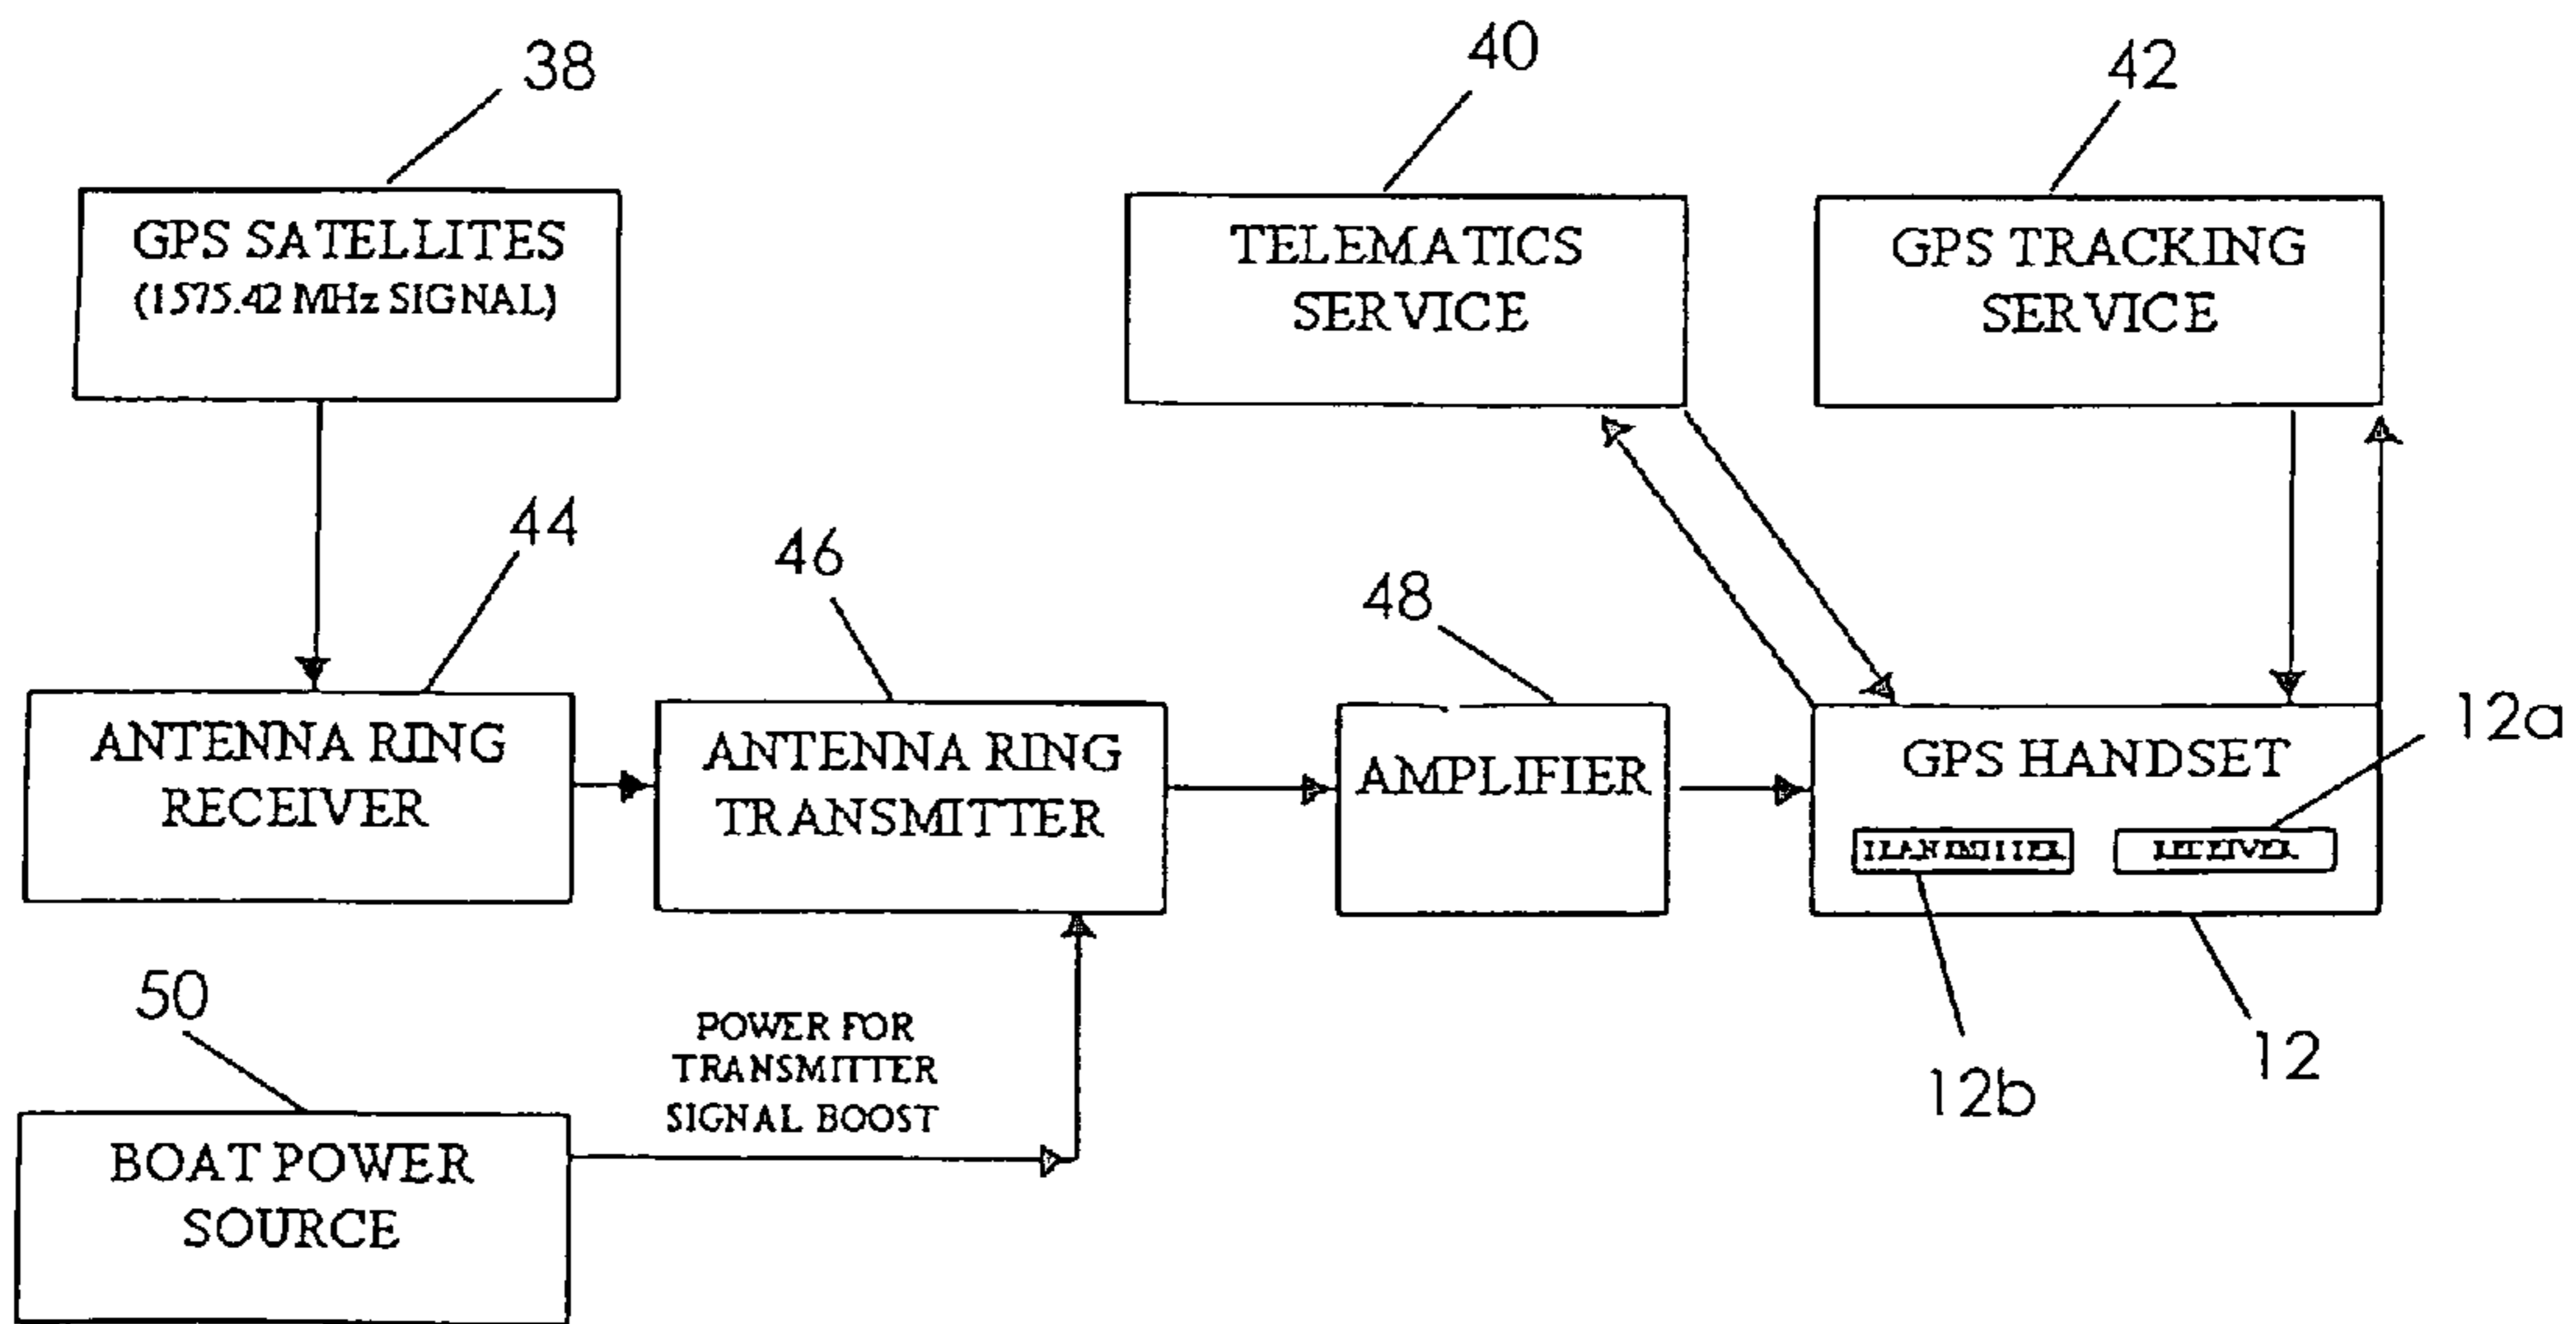 38
40
42
GPS SATELLITES
(1575.42 MHz SIGNAL)
TELEMATICS
SERVICE
GPS TRACKING
SERVICE
44
46
48
12a
ANTENNA RING
RECEIVER
ANTENNA RING
TRANSMITTER
AMPLIFIER
GPS HANDSET
TRANSMITTER
RECEIVER
50
POWER FOR
TRANSMITTER
SIGNAL BOOST
12b
12
BOAT POWER
SOURCE